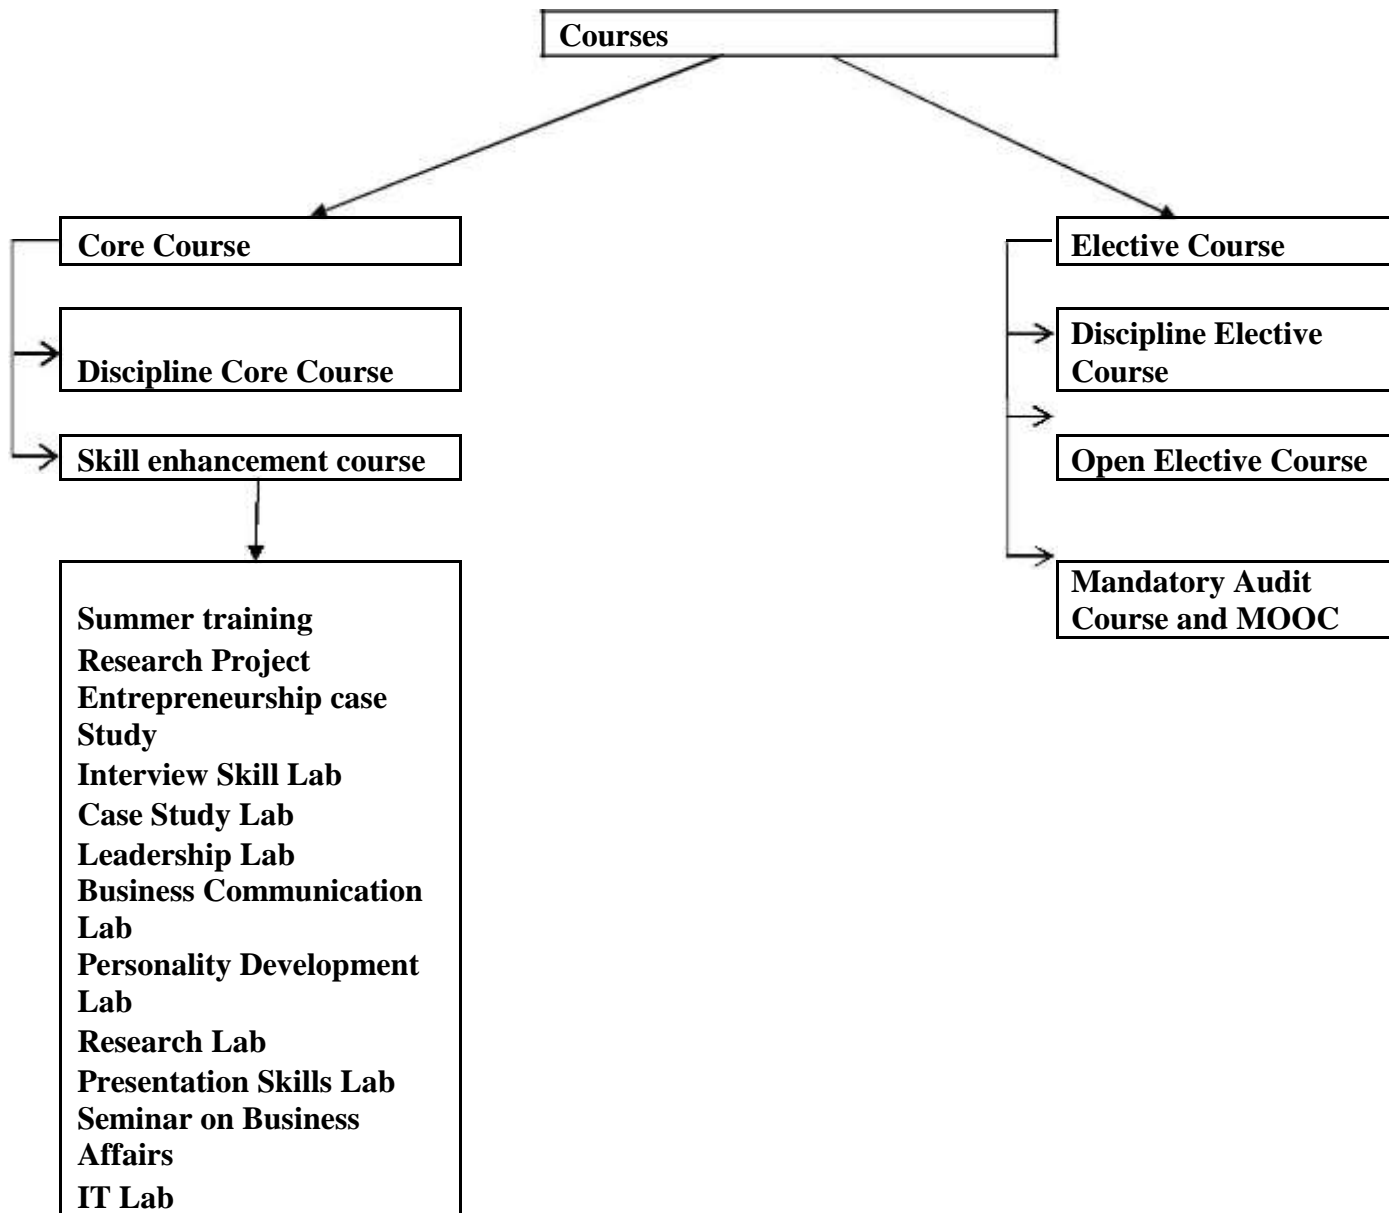 Courses
Core Course
Elective Course
Discipline Core Course
Discipline Elective
Course
Skill enhancement course
Open Elective Course
Mandatory Audit
Course and MOOC
Summer training
Research Project
Entrepreneurship case
Study
Interview Skill Lab
Case Study Lab
Leadership Lab
Business Communication
Lab
Personality Development
Lab
Research Lab
Presentation Skills Lab
Seminar on Business
Affairs
IT Lab